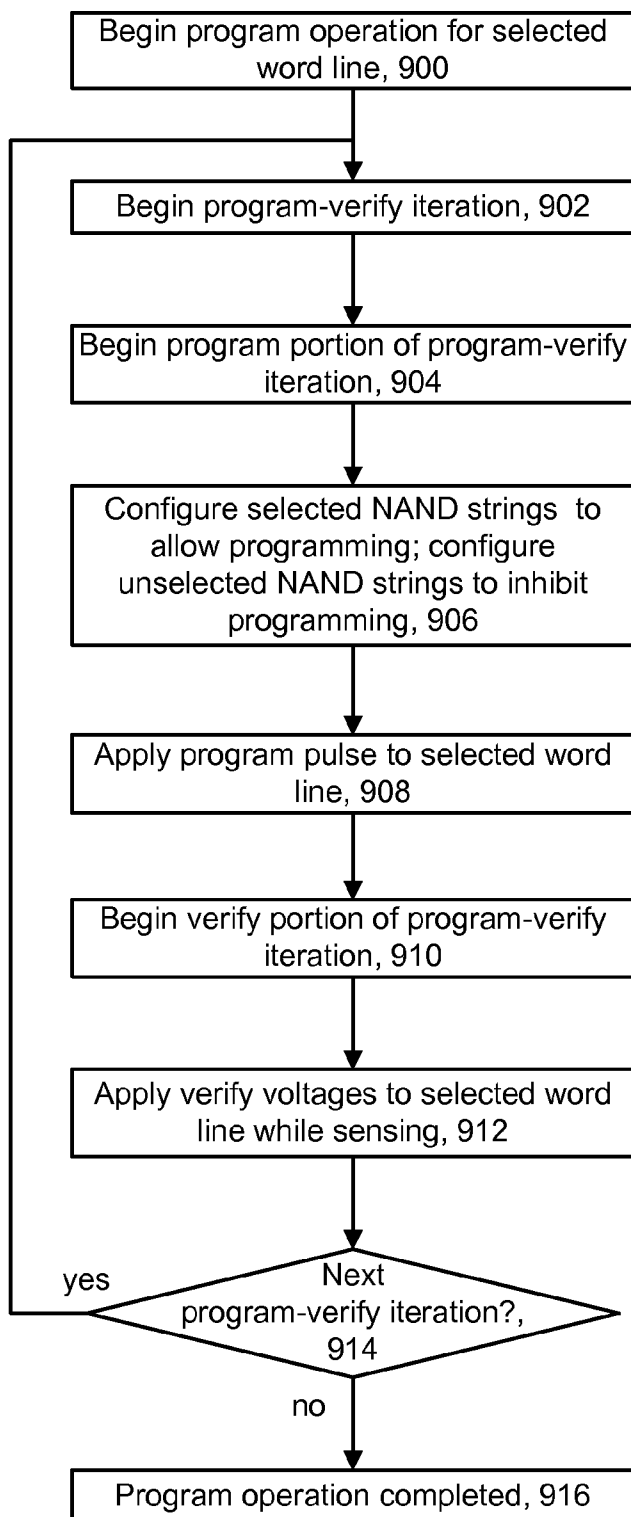 Begin program operation for selected
word line, 900
Begin program-verify iteration, 902
Begin program portion of program-verify
iteration, 904
Configure selected NAND strings to
allow programming; configure
unselected NAND strings to inhibit
programming, 906
Apply program pulse to selected word
line, 908
Begin verify portion of program-verify
iteration, 910
Apply verify voltages to selected word
line while sensing, 912
yes
Next
program-verify iteration?,
914
no
Program operation completed, 916